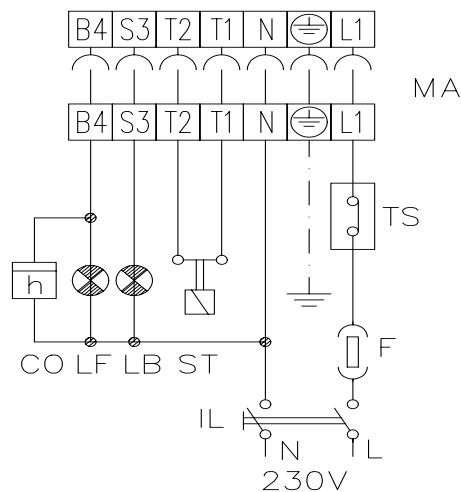 B4 S3 T2 T1 N L1
MA
B4 S3 T2 T1 N L1
TS
h
F
CO LF LB ST
IL
N L
230V